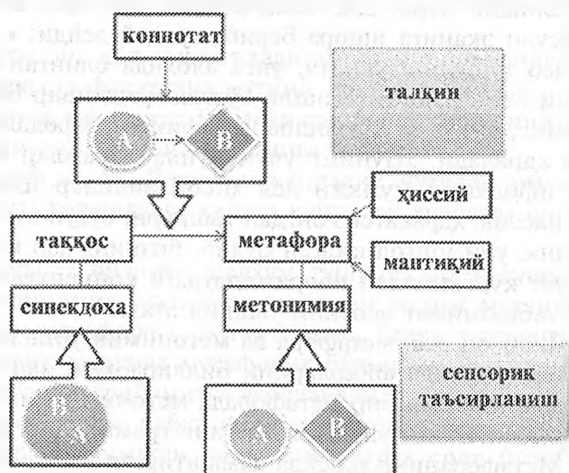 коннотат
А
В
талқин
ҳиссий
таққос
метафора
мантиқий
синекдоха
метонимия
В
А
А
В
сенсорик
таъсирланиш